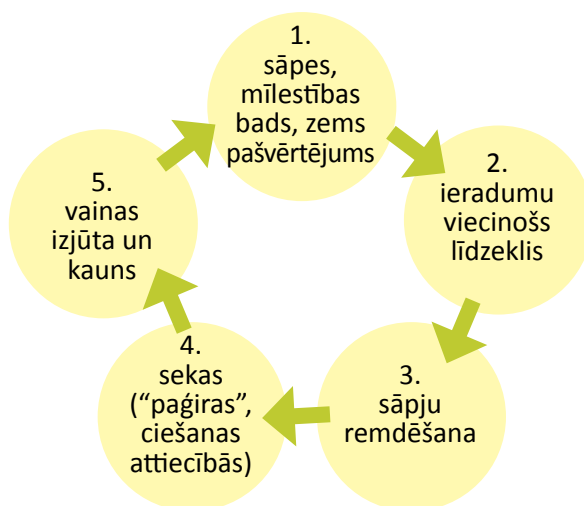 1.
sāpes,
mīlestības
bads, zems
pašvērtējums
2.
ieradumu
viecinošs
līdzeklis
3.
sāpju
remdēšana
4.
sekas
(“paģiras”,
ciešanas
attiecībās)
5.
vainas
izjūta un
kauns